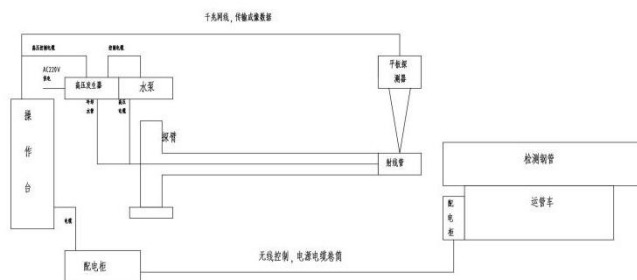 千兆网线，传输成像数据
高压控制电缆
控制电缆
AC220V
供电
高压发生器
水泵
平板探
测器
冷却
水管
高压
电缆
操
作
台
探臂
射线管
检测钢管
配
电
柜
运管车
电缆
配电柜
无线控制，电源电缆卷筒